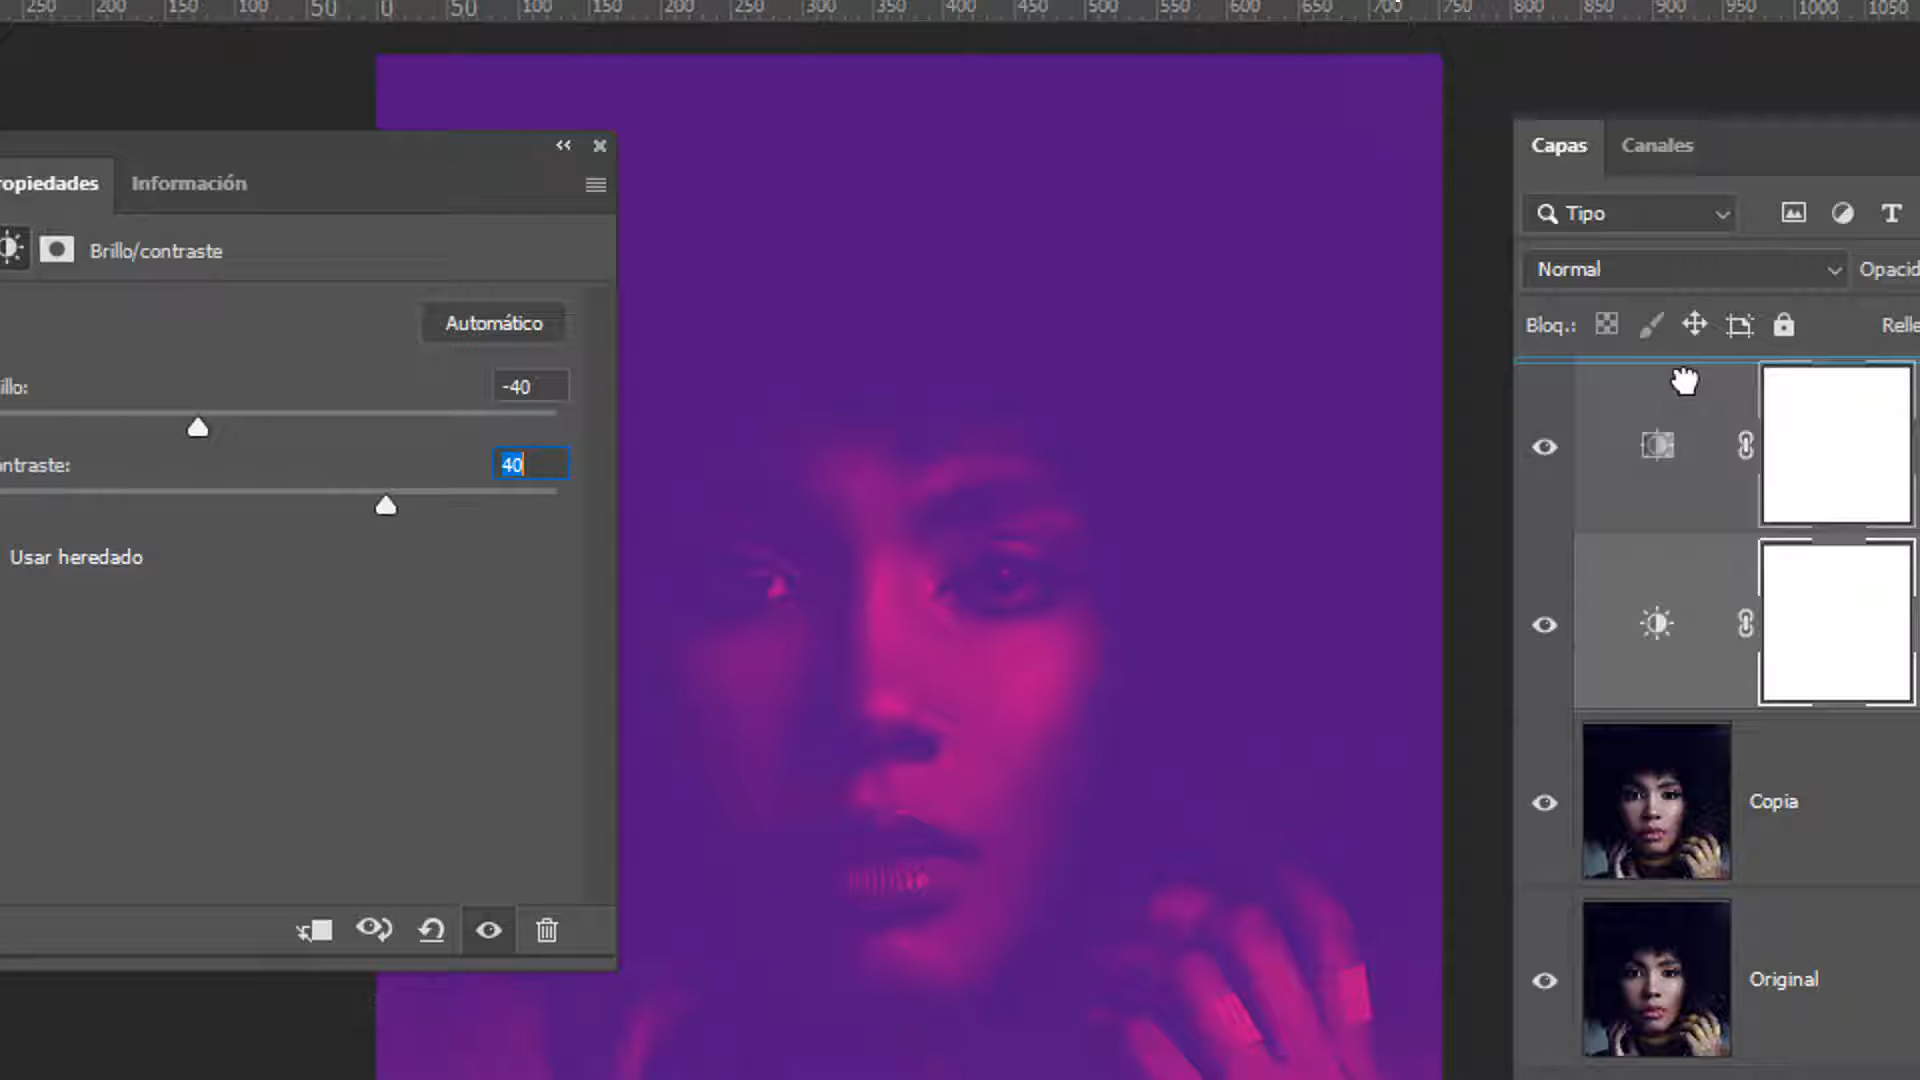 250 200 150 100 50 0 50 100 150 200 250 300 350 400 450 500 550 600 650 700 750 800 850 900 950 1000 1050
Capas Canales
ropiedades Información
Tipo T
Brillo/contraste
Normal Opacid
Automático
Bloq.: Relle
illo: -40
ontraste: 40
Usar heredado
Copia
Original